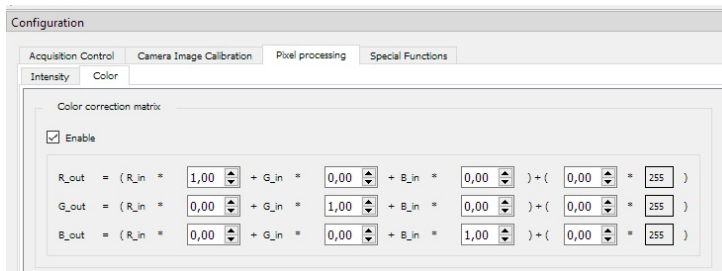 Configuration
Acquisition Control Camera Image Calibration Pixel processing Special Functions
Intensity Color
Color correction matrix
Enable
R_out = ( R_in * 1,00 + G_in * 0,00 + B_in * 0,00 ) + ( 0,00 * 255 )
G_out = ( R_in * 0,00 + G_in * 1,00 + B_in * 0,00 ) + ( 0,00 * 255 )
B_out = ( R_in * 0,00 + G_in * 0,00 + B_in * 1,00 ) + ( 0,00 * 255 )